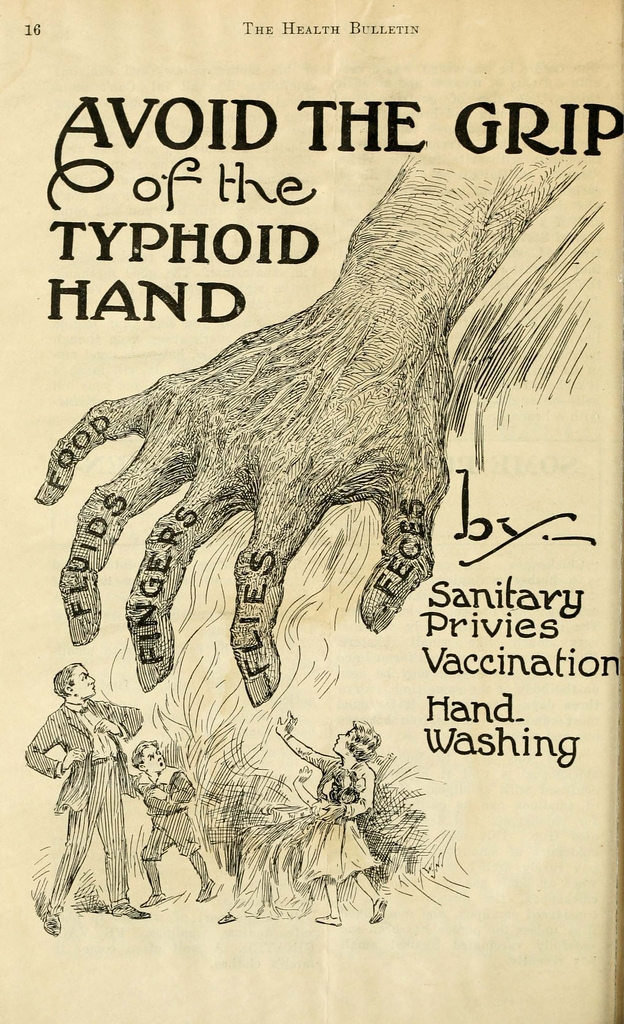 16
THE HEALTH BULLETIN
AVOID THE GRIP
of the
TYPHOID
HAND
FOOD
FLUIDS
FINGERS
FLIES
FECES
by-
Sanitary
Privies
Vaccination
Hand-
Washing